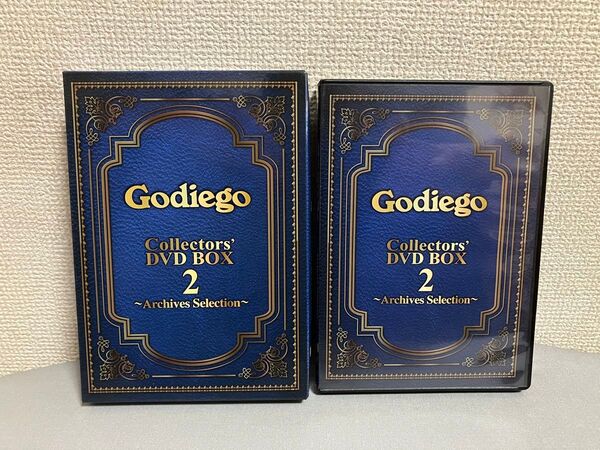 Godiego
Collectors'
DVD BOX
2
~Archives Selection~
Godiego
Collectors'
DVD BOX
2
~Archives Selection~